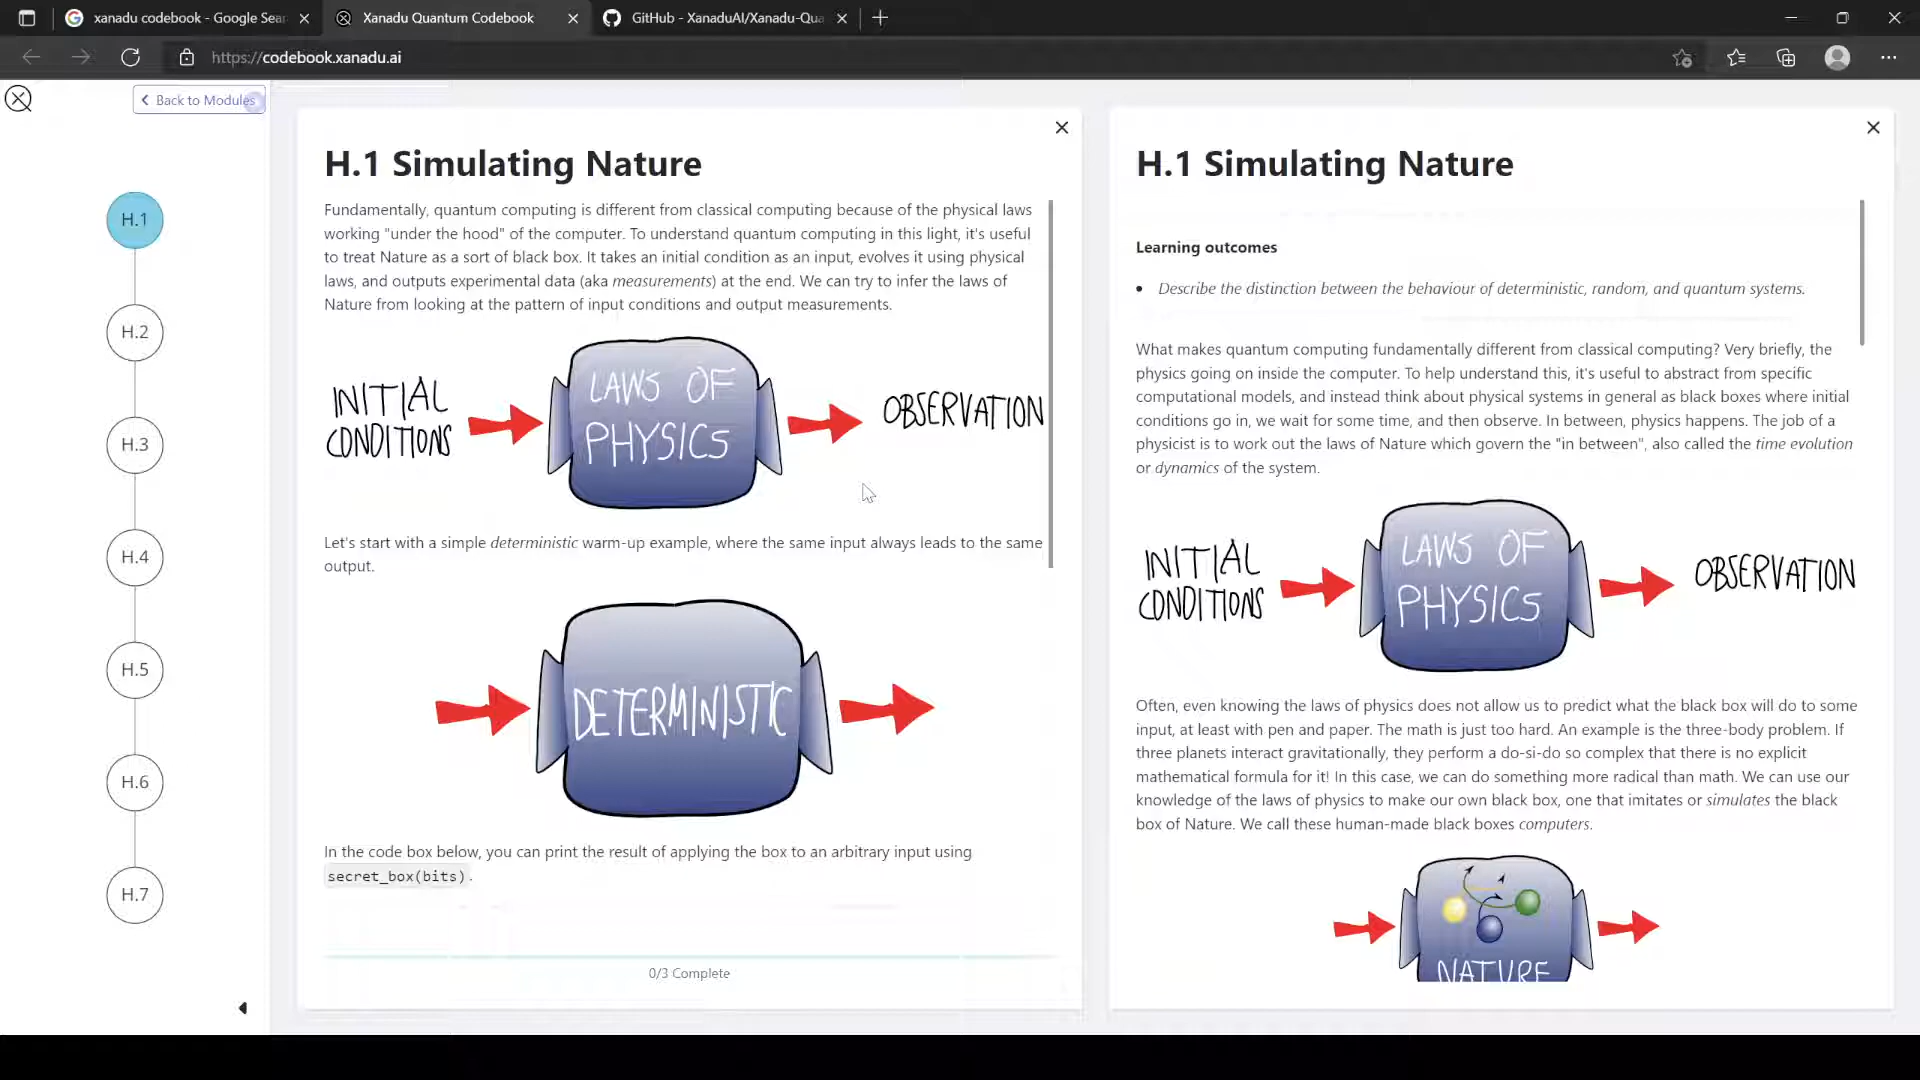 xanadu codebook - Google Sear
Xanadu Quantum Codebook
GitHub - XanaduAI/Xanadu-Qua
https://codebook.xanadu.ai
Back to Modules
H.1
H.2
H.3
H.4
H.5
H.6
H.7
H.1 Simulating Nature
Fundamentally, quantum computing is different from classical computing because of the physical laws
working "under the hood" of the computer. To understand quantum computing in this light, it's useful
to treat Nature as a sort of black box. It takes an initial condition as an input, evolves it using physical
laws, and outputs experimental data (aka measurements) at the end. We can try to infer the laws of
Nature from looking at the pattern of input conditions and output measurements.
INITIAL
CONDITIONS
LAWS OF
PHYSICS
OBSERVATION
Let's start with a simple deterministic warm-up example, where the same input always leads to the same
output.
DETERMINISTIC
In the code box below, you can print the result of applying the box to an arbitrary input using
secret_box(bits).
0/3 Complete
H.1 Simulating Nature
Learning outcomes
• Describe the distinction between the behaviour of deterministic, random, and quantum systems.
What makes quantum computing fundamentally different from classical computing? Very briefly, the
physics going on inside the computer. To help understand this, it's useful to abstract from specific
computational models, and instead think about physical systems in general as black boxes where initial
conditions go in, we wait for some time, and then observe. In between, physics happens. The job of a
physicist is to work out the laws of Nature which govern the "in between", also called the time evolution
or dynamics of the system.
INITIAL
CONDITIONS
LAWS OF
PHYSICS
OBSERVATION
Often, even knowing the laws of physics does not allow us to predict what the black box will do to some
input, at least with pen and paper. The math is just too hard. An example is the three-body problem. If
three planets interact gravitationally, they perform a do-si-do so complex that there is no explicit
mathematical formula for it! In this case, we can do something more radical than math. We can use our
knowledge of the laws of physics to make our own black box, one that imitates or simulates the black
box of Nature. We call these human-made black boxes computers.
NATURE